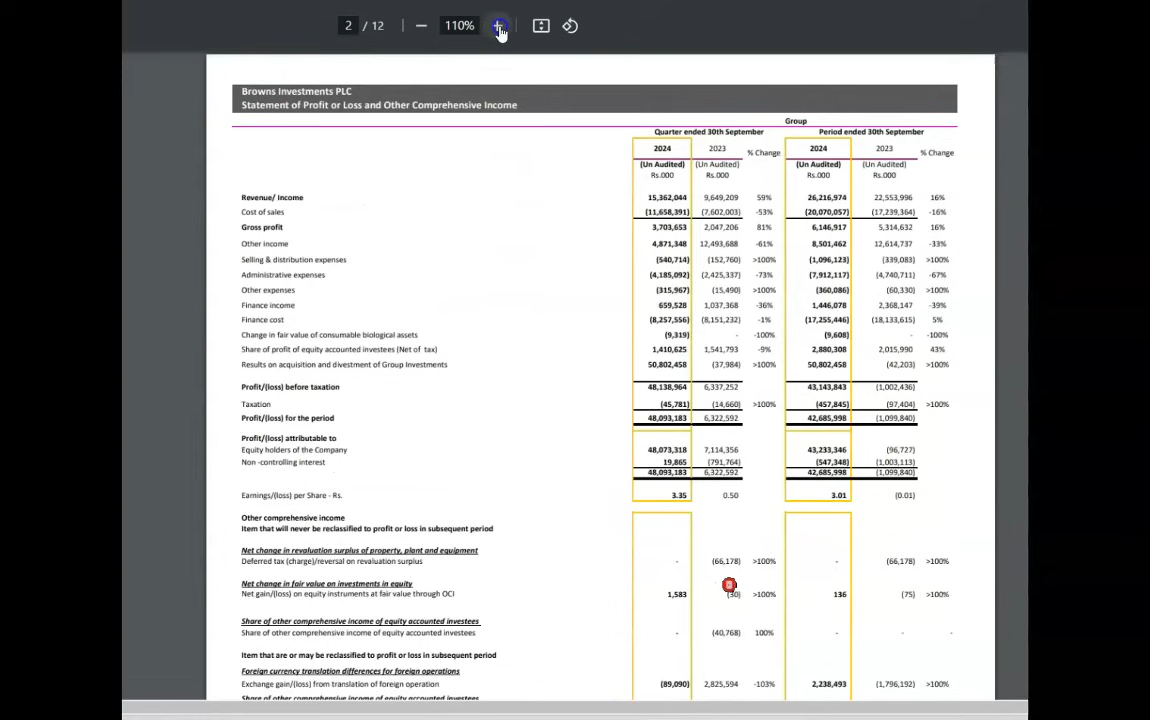 2 / 12 110%
Browns Investments PLC
Statement of Profit or Loss and Other Comprehensive Income
Group
Quarter ended 30th September Period ended 30th September
2024 2023 % Change 2024 2023 % Change
(Un Audited) (Un Audited) (Un Audited) (Un Audited)
Rs.000 Rs.000 Rs.000 Rs.000
Revenue/ Income 15,362,044 9,649,209 59% 26,216,974 22,553,996 16%
Cost of sales (11,658,391) (7,602,003) -53% (20,070,057) (17,239,364) -16%
Gross profit 3,703,653 2,047,206 81% 6,146,917 5,314,632 16%
Other income 4,871,348 12,493,688 -61% 8,501,462 12,614,737 -33%
Selling & distribution expenses (540,714) (152,760) >100% (1,096,123) (339,083) >100%
Administrative expenses (4,185,092) (2,425,337) -73% (7,912,117) (4,740,711) -67%
Other expenses (315,967) (15,490) >100% (360,086) (60,330) >100%
Finance income 659,528 1,037,368 -36% 1,446,078 2,368,147 -39%
Finance cost (8,257,556) (8,151,232) -1% (17,255,446) (18,133,615) 5%
Change in fair value of consumable biological assets (9,319) - -100% (9,608) - -100%
Share of profit of equity accounted investees (Net of tax) 1,410,625 1,541,793 -9% 2,880,308 2,015,990 43%
Results on acquisition and divestment of Group Investments 50,802,458 (37,984) >100% 50,802,458 (42,203) >100%
Profit/(loss) before taxation 48,138,964 6,337,252 43,143,843 (1,002,436)
Taxation (45,781) (14,660) >100% (457,845) (97,404) >100%
Profit/(loss) for the period 48,093,183 6,322,592 42,685,998 (1,099,840)
Profit/(loss) attributable to
Equity holders of the Company 48,073,318 7,114,356 43,233,346 (96,727)
Non -controlling interest 19,865 (791,764) (547,348) (1,003,113)
48,093,183 6,322,592 42,685,998 (1,099,840)
Earnings/(loss) per Share - Rs. 3.35 0.50 3.01 (0.01)
Other comprehensive income
Item that will never be reclassified to profit or loss in subsequent period
Net change in revaluation surplus of property, plant and equipment
Deferred tax (charge)/reversal on revaluation surplus - (66,178) >100% - (66,178) >100%
Net change in fair value on investments in equity
Net gain/(loss) on equity instruments at fair value through OCI 1,583 (30) >100% 136 (75) >100%
Share of other comprehensive income of equity accounted investees
Share of other comprehensive income of equity accounted investees - (40,768) 100% - - -
Item that are or may be reclassified to profit or loss in subsequent period
Foreign currency translation differences for foreign operations
Exchange gain/(loss) from translation of foreign operation (89,090) 2,825,594 -103% 2,238,493 (1,796,192) >100%
Share of other comprehensive income of equity accounted investees